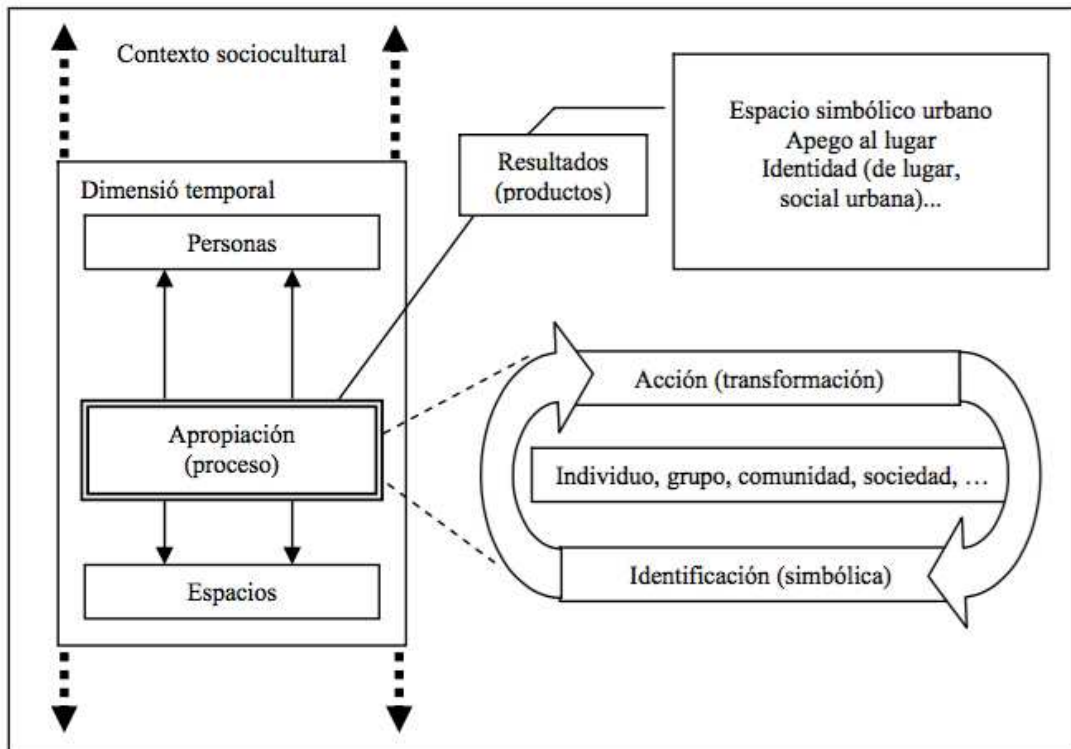 Contexto sociocultural
Dimensió temporal
Personas
Apropiación
(proceso)
Espacios
Resultados
(productos)
Espacio simbólico urbano
Apego al lugar
Identidad (de lugar,
social urbana)...
Acción (transformación)
Individuo, grupo, comunidad, sociedad, …
Identificación (simbólica)